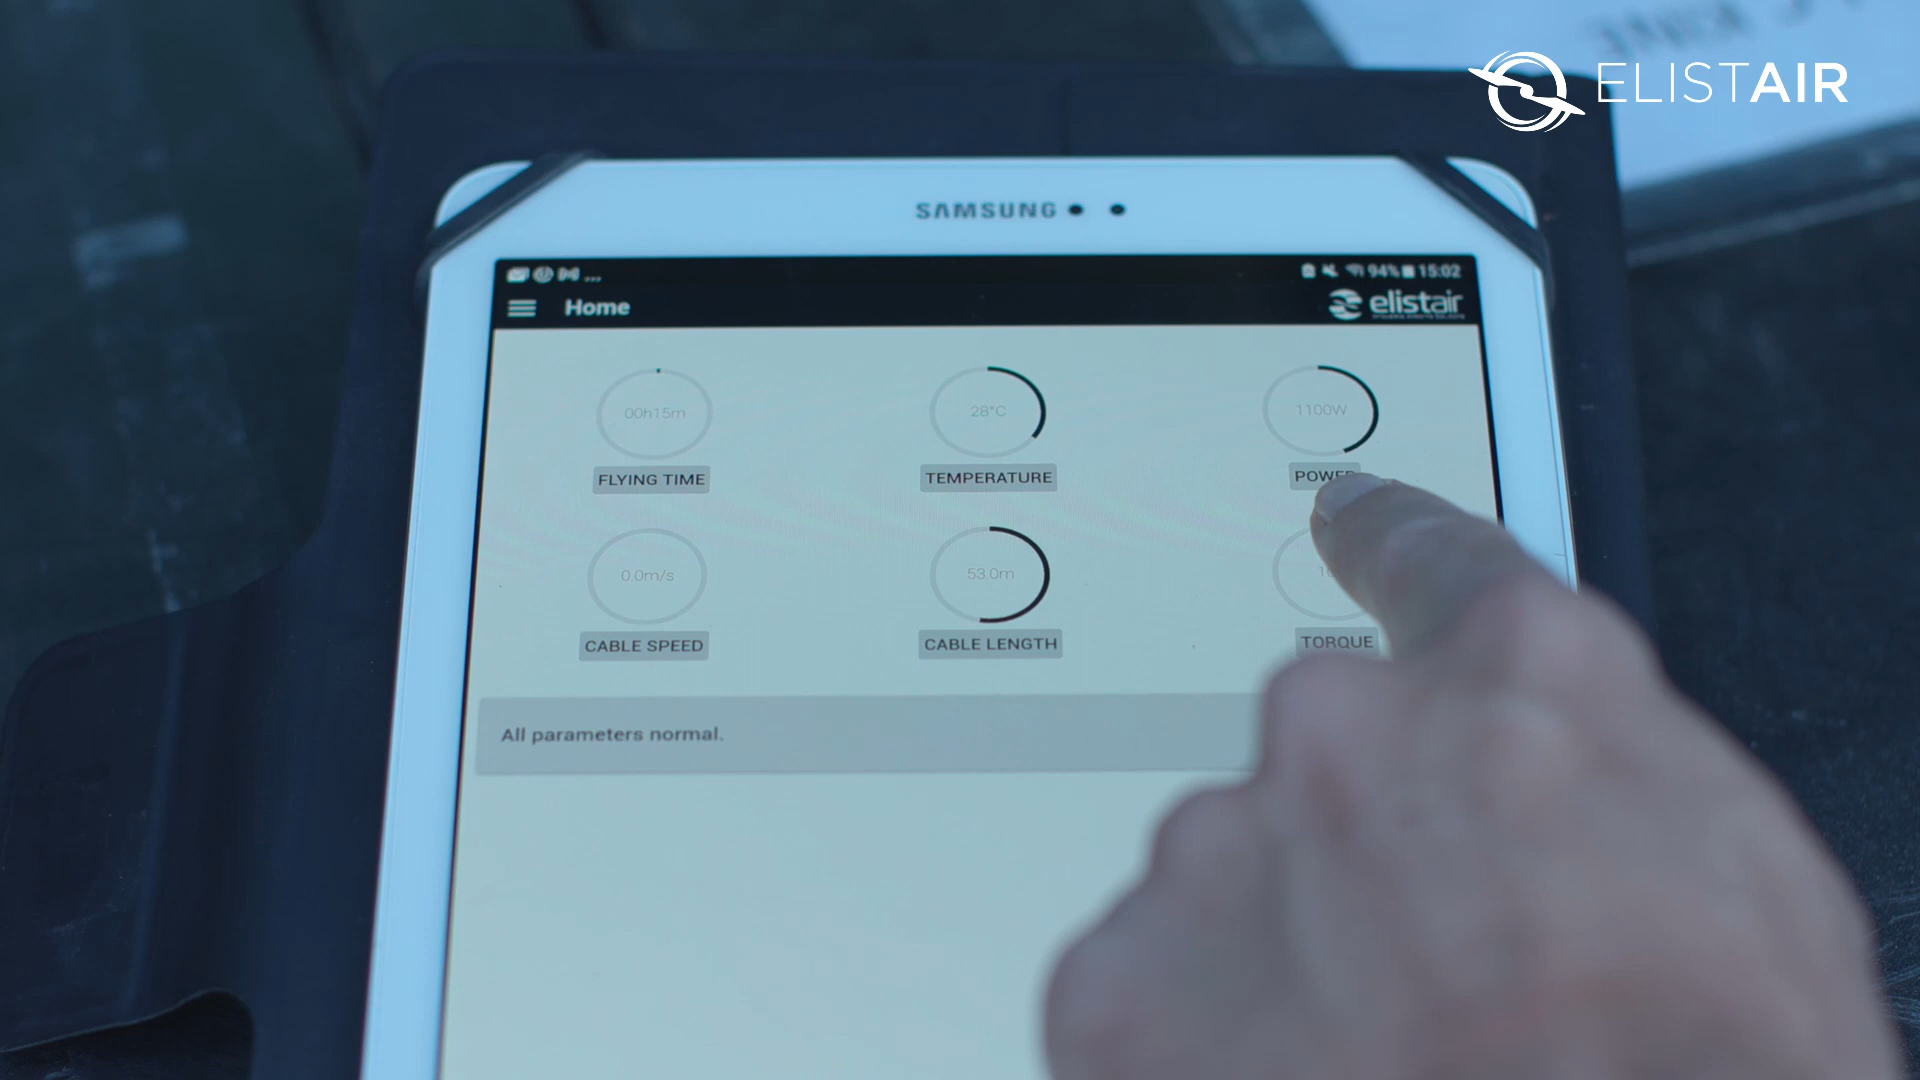 ELISTAIR
SAMSUNG
94% 15:02
Home
elistair
00h15m
28°C
1100W
FLYING TIME
TEMPERATURE
POWER
0.0m/s
53.0m
CABLE SPEED
CABLE LENGTH
TORQUE
All parameters normal.